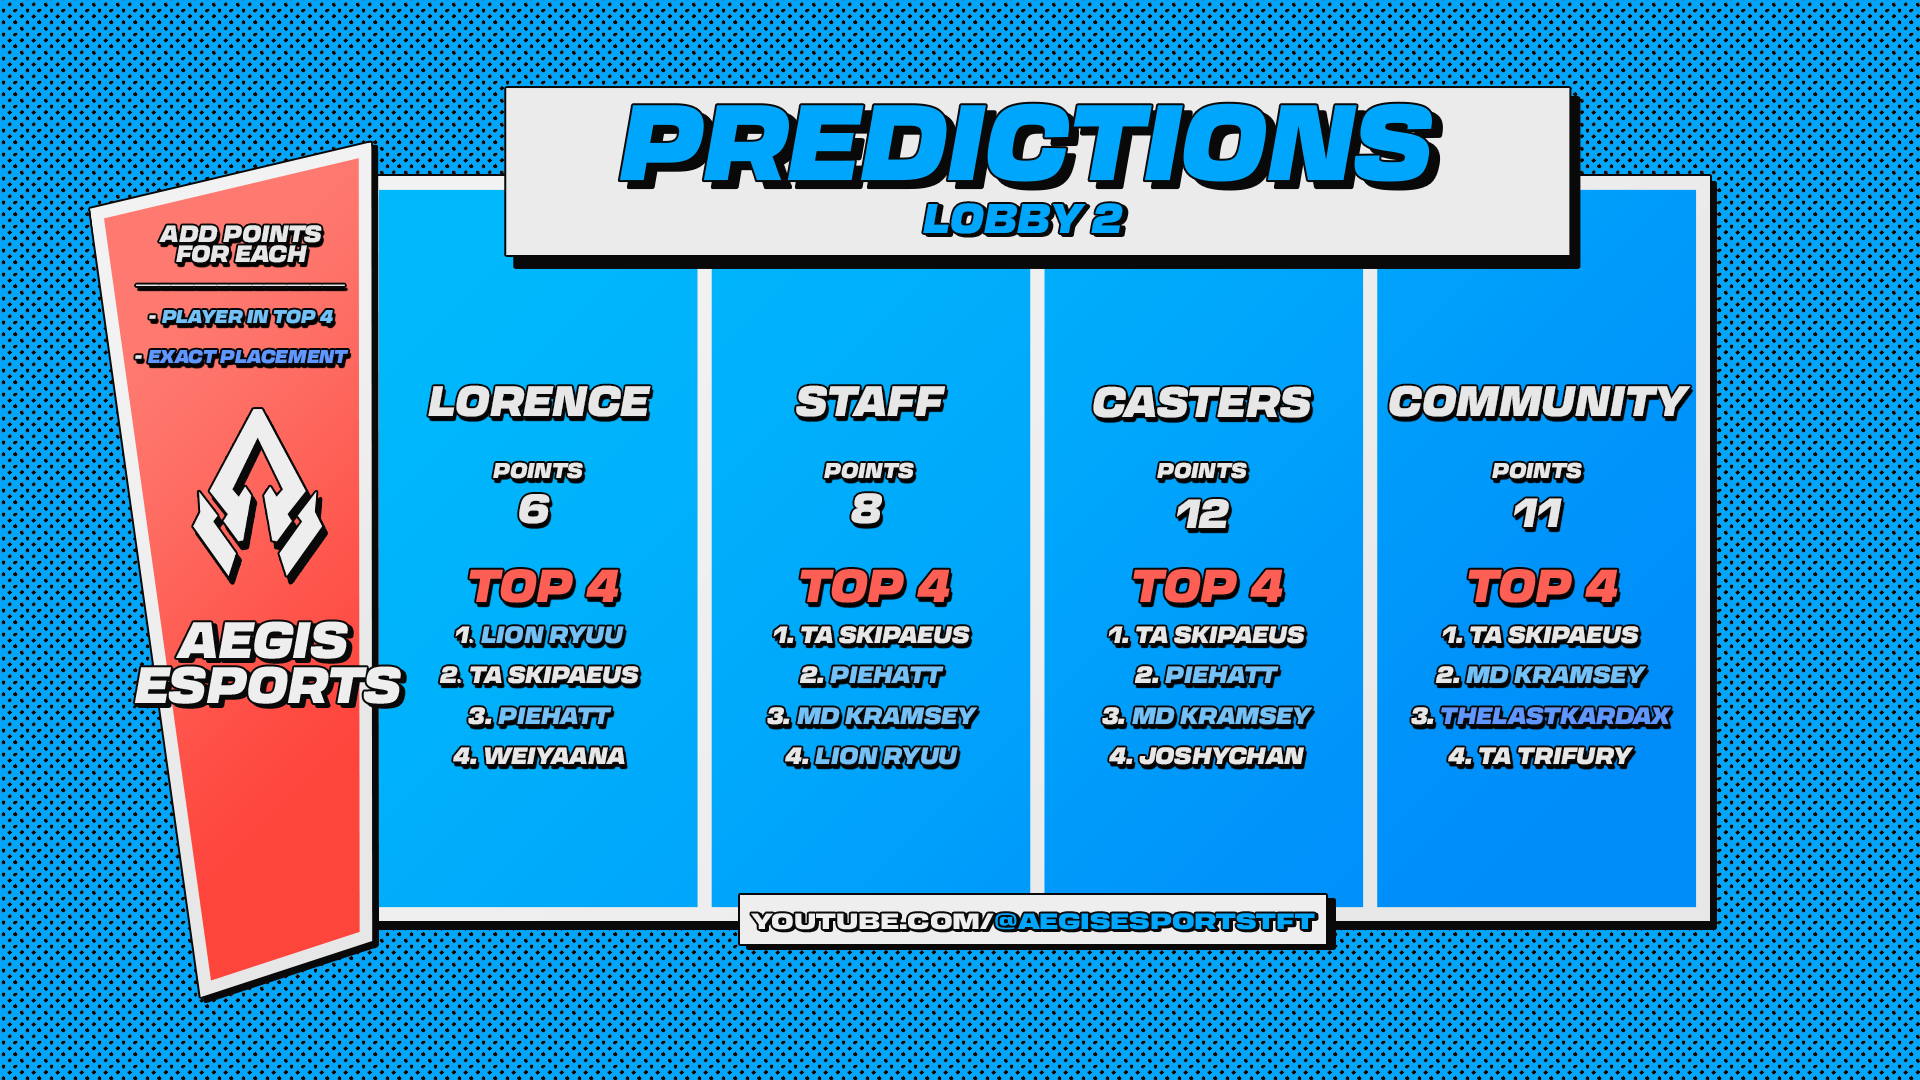 PREDICTIONS
LOBBY 2
ADD POINTS
FOR EACH
- PLAYER IN TOP 4
- EXACT PLACEMENT
AEGIS
ESPORTS
LORENCE
POINTS
6
TOP 4
1. LION RYUU
2. TA SKIPAEUS
3. PIEHATT
4. WEIYAANA
STAFF
POINTS
8
TOP 4
1. TA SKIPAEUS
2. PIEHATT
3. MD KRAMSEY
4. LION RYUU
CASTERS
POINTS
12
TOP 4
1. TA SKIPAEUS
2. PIEHATT
3. MD KRAMSEY
4. JOSHYCHAN
COMMUNITY
POINTS
11
TOP 4
1. TA SKIPAEUS
2. MD KRAMSEY
3. THELASTKARDAX
4. TA TRIFURY
YOUTUBE.COM/@AEGISESPORTSTFT